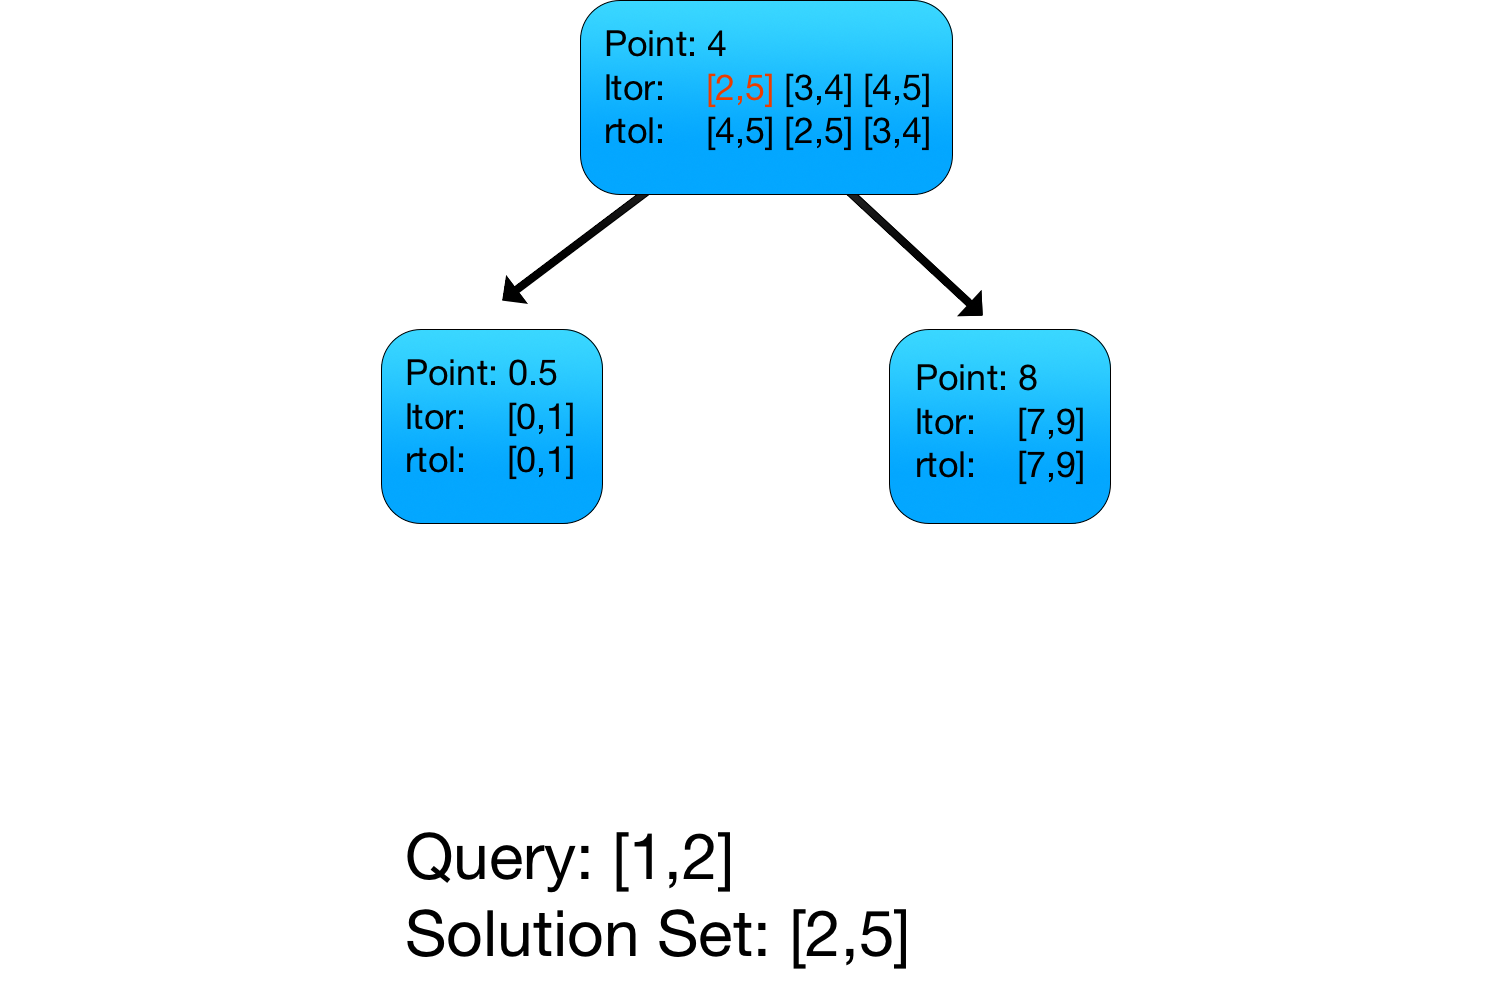 Point: 4
ltor: [2,5] [3,4] [4,5]
rtol: [4,5] [2,5] [3,4]
Point: 0.5
ltor: [0,1]
rtol: [0,1]
Point: 8
ltor: [7,9]
rtol: [7,9]
Query: [1,2]
Solution Set: [2,5]